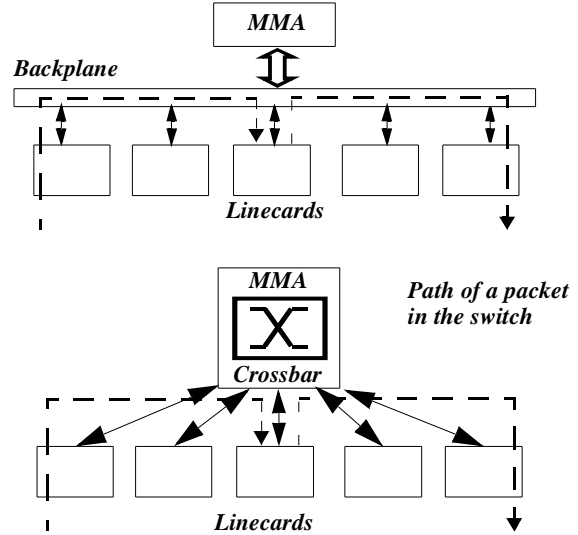 MMA
Backplane
Linecards
MMA
Path of a packet
in the switch
Crossbar
Linecards